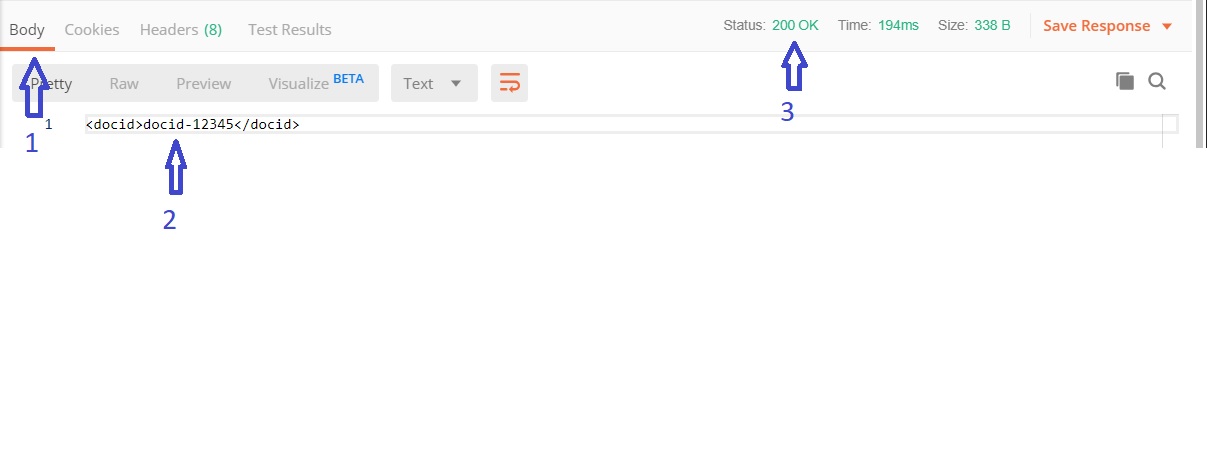 Body Cookies Headers (8) Test Results Status: 200 OK Time: 194ms Size: 338 B Save Response
Pretty Raw Preview Visualize BETA Text
1 <docid>docid-12345</docid>
1 2 3